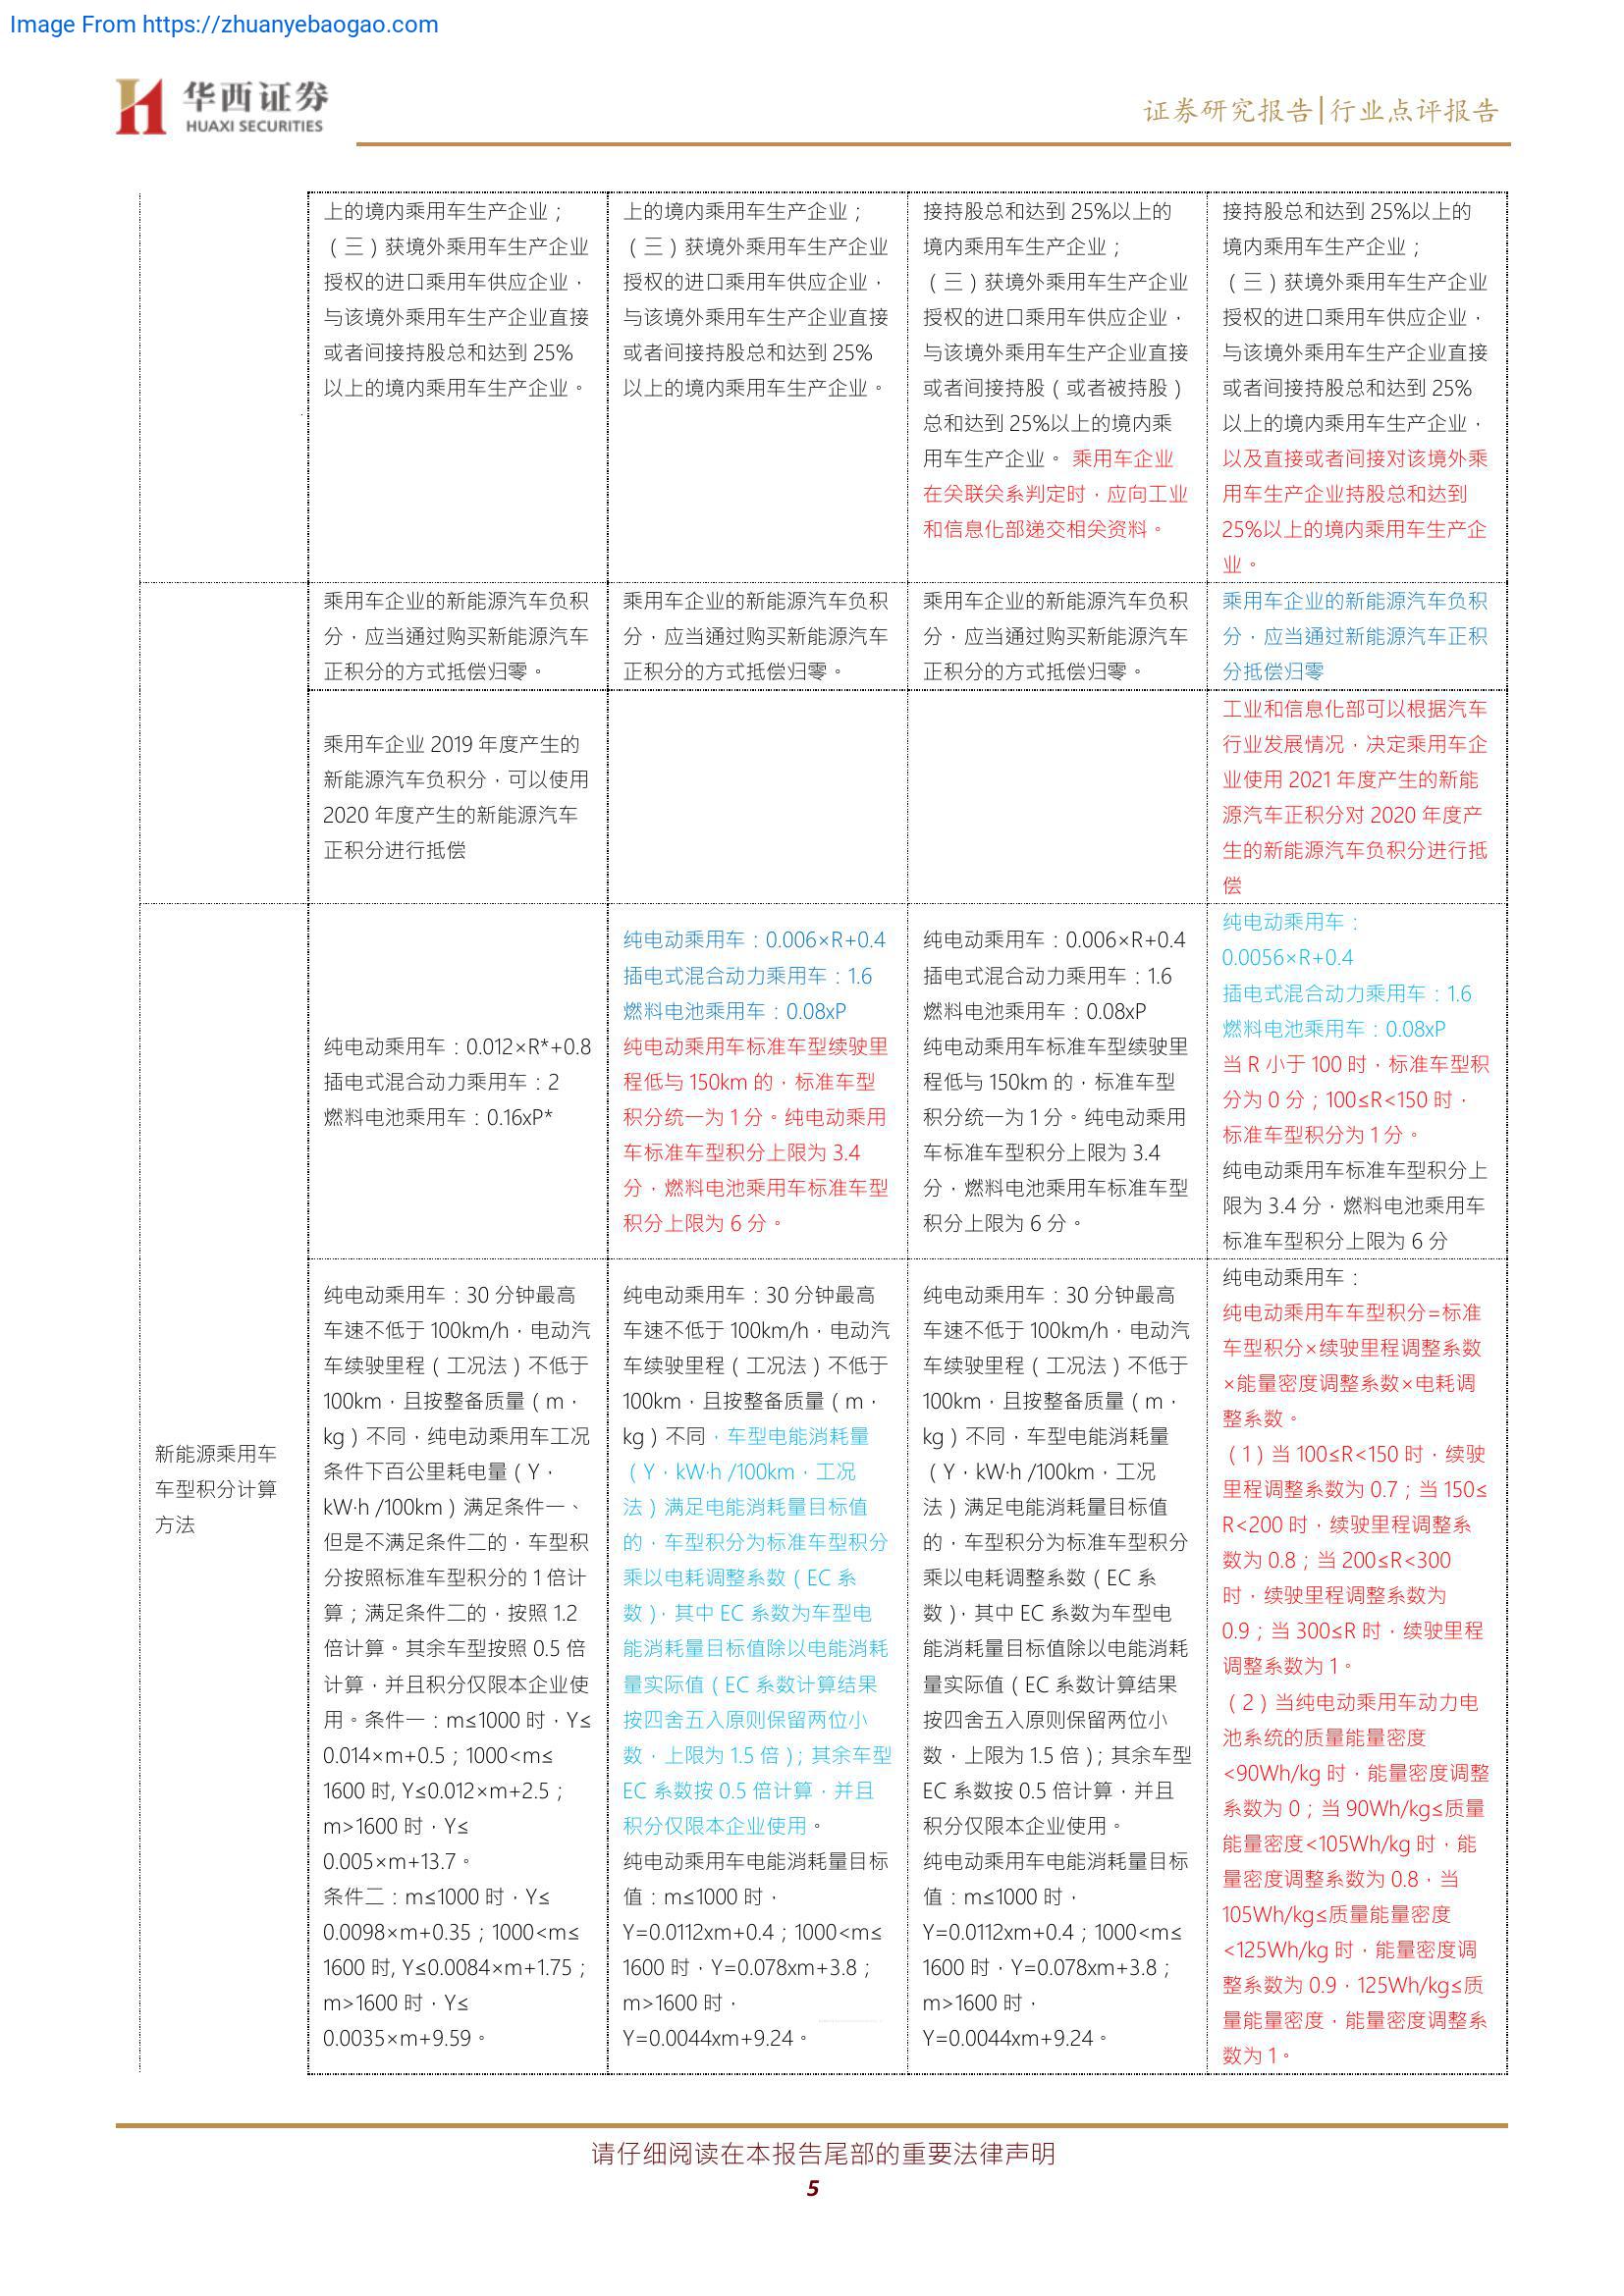 Image From https://zhuanyebaogao.com
华西证券
HUAXI SECURITIES
证券研究报告|行业点评报告
上的境内乘用车生产企业；
（三）获境外乘用车生产企业
授权的进口乘用车供应企业，
与该境外乘用车生产企业直接
或者间接持股总和达到 25%
以上的境内乘用车生产企业。
上的境内乘用车生产企业；
（三）获境外乘用车生产企业
授权的进口乘用车供应企业，
与该境外乘用车生产企业直接
或者间接持股总和达到 25%
以上的境内乘用车生产企业。
接持股总和达到 25%以上的
境内乘用车生产企业；
（三）获境外乘用车生产企业
授权的进口乘用车供应企业，
与该境外乘用车生产企业直接
或者间接持股（或者被持股）
总和达到 25%以上的境内乘
用车生产企业。 乘用车企业
在关联关系判定时，应向工业
和信息化部递交相关资料。
接持股总和达到 25%以上的
境内乘用车生产企业；
（三）获境外乘用车生产企业
授权的进口乘用车供应企业，
与该境外乘用车生产企业直接
或者间接持股总和达到 25%
以上的境内乘用车生产企业，
以及直接或者间接对该境外乘
用车生产企业持股总和达到
25%以上的境内乘用车生产企
业。
乘用车企业的新能源汽车负积
分，应当通过购买新能源汽车
正积分的方式抵偿归零。
乘用车企业的新能源汽车负积
分，应当通过购买新能源汽车
正积分的方式抵偿归零。
乘用车企业的新能源汽车负积
分，应当通过购买新能源汽车
正积分的方式抵偿归零。
乘用车企业的新能源汽车负积
分，应当通过新能源汽车正积
分抵偿归零
乘用车企业 2019 年度产生的
新能源汽车负积分，可以使用
2020 年度产生的新能源汽车
正积分进行抵偿
工业和信息化部可以根据汽车
行业发展情况，决定乘用车企
业使用 2021 年度产生的新能
源汽车正积分对 2020 年度产
生的新能源汽车负积分进行抵
偿
新能源乘用车
车型积分计算
方法
纯电动乘用车：0.012×R*+0.8
插电式混合动力乘用车：2
燃料电池乘用车：0.16xP*
纯电动乘用车：0.006×R+0.4
插电式混合动力乘用车：1.6
燃料电池乘用车：0.08xP
纯电动乘用车标准车型续驶里
程低与 150km 的，标准车型
积分统一为 1 分。纯电动乘用
车标准车型积分上限为 3.4
分，燃料电池乘用车标准车型
积分上限为 6 分。
纯电动乘用车：0.006×R+0.4
插电式混合动力乘用车：1.6
燃料电池乘用车：0.08xP
纯电动乘用车标准车型续驶里
程低与 150km 的，标准车型
积分统一为 1 分。纯电动乘用
车标准车型积分上限为 3.4
分，燃料电池乘用车标准车型
积分上限为 6 分。
纯电动乘用车：
0.0056×R+0.4
插电式混合动力乘用车：1.6
燃料电池乘用车：0.08xP
当 R 小于 100 时，标准车型积
分为 0 分；100≤R<150 时，
标准车型积分为 1 分。
纯电动乘用车标准车型积分上
限为 3.4 分，燃料电池乘用车
标准车型积分上限为 6 分
纯电动乘用车：30 分钟最高
车速不低于 100km/h，电动汽
车续驶里程（工况法）不低于
100km，且按整备质量（m，
kg）不同，纯电动乘用车工况
条件下百公里耗电量（Y，
kW·h /100km）满足条件一、
但是不满足条件二的，车型积
分按照标准车型积分的 1 倍计
算；满足条件二的，按照 1.2
倍计算。其余车型按照 0.5 倍
计算，并且积分仅限本企业使
用。条件一：m≤1000 时，Y≤
0.014×m+0.5；1000<m≤
1600 时, Y≤0.012×m+2.5；
m>1600 时，Y≤
0.005×m+13.7。
条件二：m≤1000 时，Y≤
0.0098×m+0.35；1000<m≤
1600 时, Y≤0.0084×m+1.75；
m>1600 时，Y≤
0.0035×m+9.59。
纯电动乘用车：30 分钟最高
车速不低于 100km/h，电动汽
车续驶里程（工况法）不低于
100km，且按整备质量（m，
kg）不同，车型电能消耗量
（Y，kW·h /100km，工况
法）满足电能消耗量目标值
的，车型积分为标准车型积分
乘以电耗调整系数（EC 系
数），其中 EC 系数为车型电
能消耗量目标值除以电能消耗
量实际值（EC 系数计算结果
按四舍五入原则保留两位小
数，上限为 1.5 倍）；其余车型
EC 系数按 0.5 倍计算，并且
积分仅限本企业使用。
纯电动乘用车电能消耗量目标
值：m≤1000 时，
Y=0.0112xm+0.4；1000<m≤
1600 时，Y=0.078xm+3.8；
m>1600 时，
Y=0.0044xm+9.24。
纯电动乘用车：30 分钟最高
车速不低于 100km/h，电动汽
车续驶里程（工况法）不低于
100km，且按整备质量（m，
kg）不同，车型电能消耗量
（Y，kW·h /100km，工况
法）满足电能消耗量目标值
的，车型积分为标准车型积分
乘以电耗调整系数（EC 系
数），其中 EC 系数为车型电
能消耗量目标值除以电能消耗
量实际值（EC 系数计算结果
按四舍五入原则保留两位小
数，上限为 1.5 倍）；其余车型
EC 系数按 0.5 倍计算，并且
积分仅限本企业使用。
纯电动乘用车电能消耗量目标
值：m≤1000 时，
Y=0.0112xm+0.4；1000<m≤
1600 时，Y=0.078xm+3.8；
m>1600 时，
Y=0.0044xm+9.24。
纯电动乘用车：
纯电动乘用车车型积分=标准
车型积分×续驶里程调整系数
×能量密度调整系数×电耗调
整系数。
（1）当 100≤R<150 时，续驶
里程调整系数为 0.7；当 150≤
R<200 时，续驶里程调整系
数为 0.8；当 200≤R<300
时，续驶里程调整系数为
0.9；当 300≤R 时，续驶里程
调整系数为 1。
（2）当纯电动乘用车动力电
池系统的质量能量密度
<90Wh/kg 时，能量密度调整
系数为 0；当 90Wh/kg≤质量
能量密度<105Wh/kg 时，能
量密度调整系数为 0.8，当
105Wh/kg≤质量能量密度
<125Wh/kg 时，能量密度调
整系数为 0.9，125Wh/kg≤质
量能量密度，能量密度调整系
数为 1。
请仔细阅读在本报告尾部的重要法律声明
5